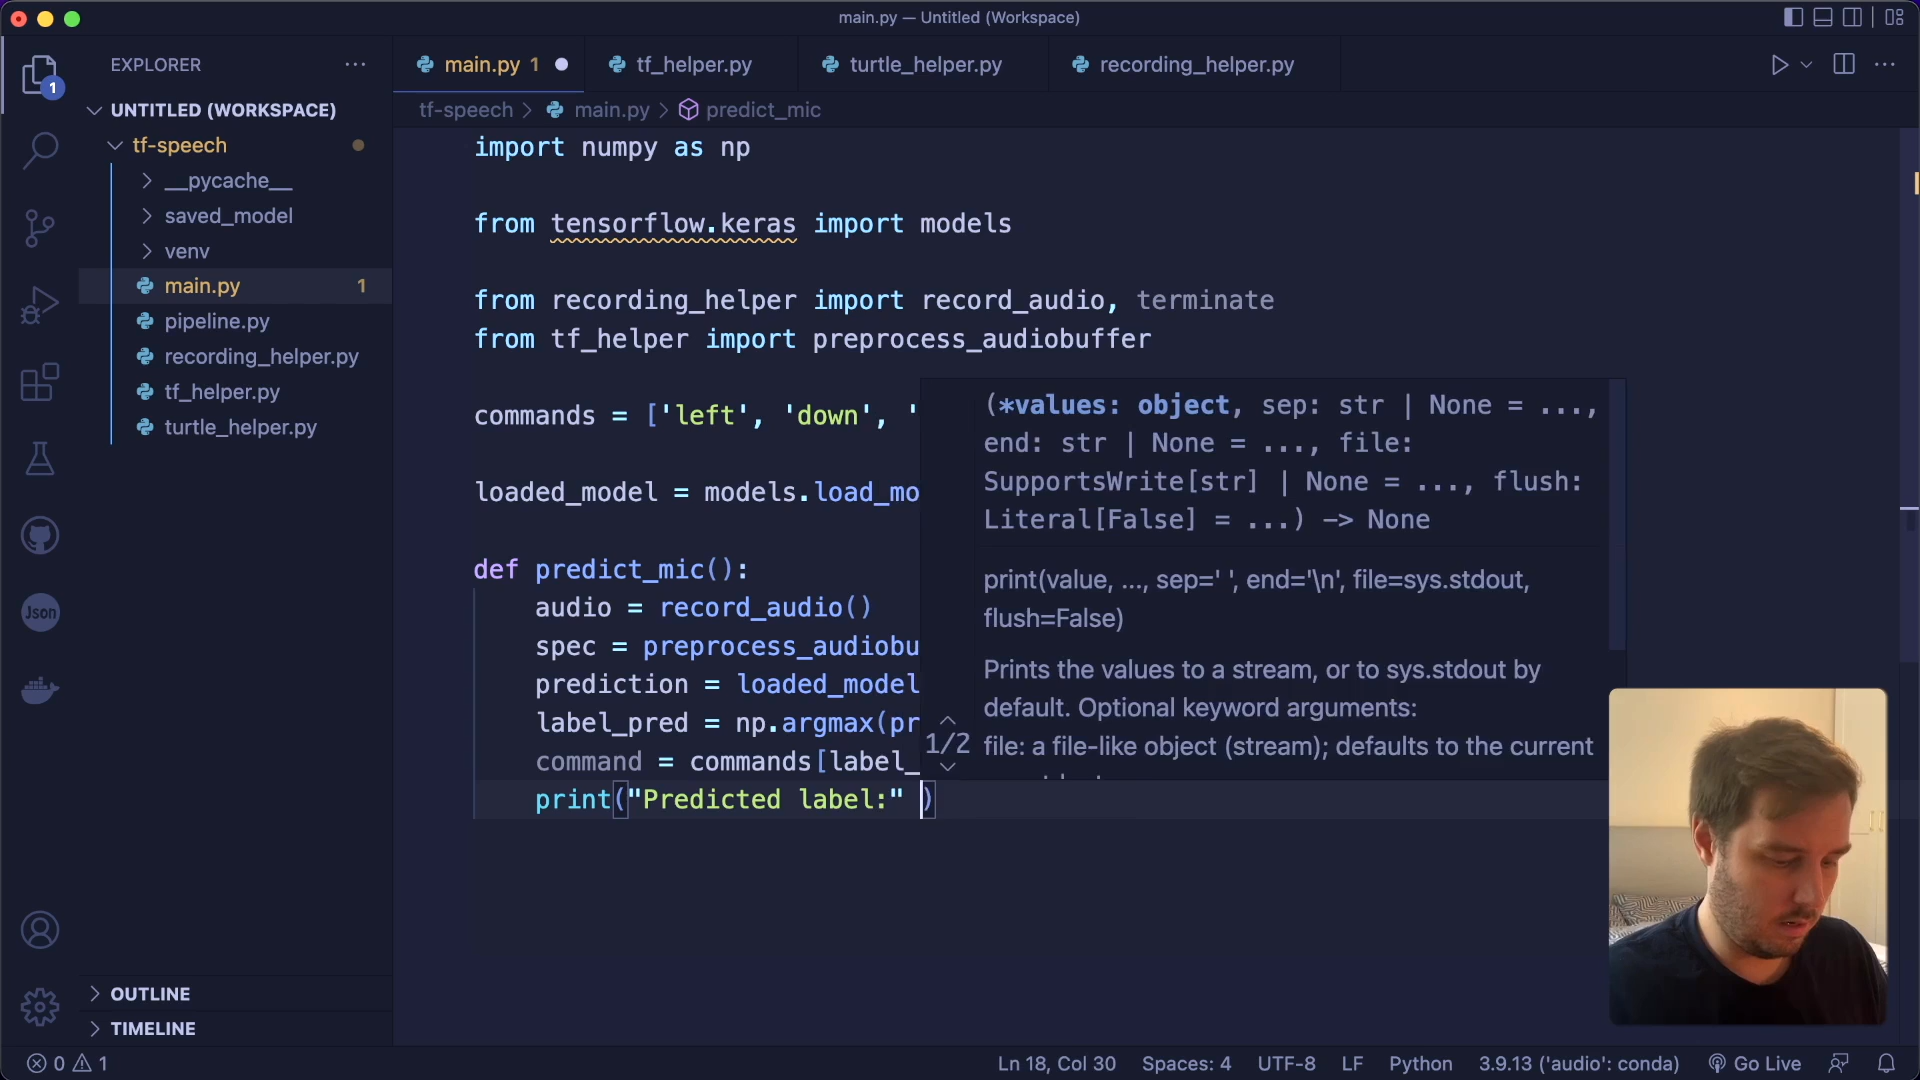 main.py — Untitled (Workspace)
EXPLORER
main.py 1
tf_helper.py
turtle_helper.py
recording_helper.py
1
UNTITLED (WORKSPACE)
tf-speech > main.py > predict_mic
tf-speech
__pycache__
saved_model
venv
main.py 1
pipeline.py
recording_helper.py
tf_helper.py
turtle_helper.py
import numpy as np
from tensorflow.keras import models
from recording_helper import record_audio, terminate
from tf_helper import preprocess_audiobuffer
commands = ['left', 'down', '
loaded_model = models.load_mo
def predict_mic():
audio = record_audio()
spec = preprocess_audiobu
prediction = loaded_model
label_pred = np.argmax(pr
command = commands[label_
print("Predicted label:" )
(*values: object, sep: str | None = ...,
end: str | None = ..., file:
SupportsWrite[str] | None = ..., flush:
Literal[False] = ...) -> None
print(value, ..., sep=' ', end='\n', file=sys.stdout,
flush=False)
Prints the values to a stream, or to sys.stdout by
default. Optional keyword arguments:
1/2
file: a file-like object (stream); defaults to the current
Json
OUTLINE
TIMELINE
0 1
Ln 18, Col 30
Spaces: 4
UTF-8
LF
Python
3.9.13 ('audio': conda)
Go Live